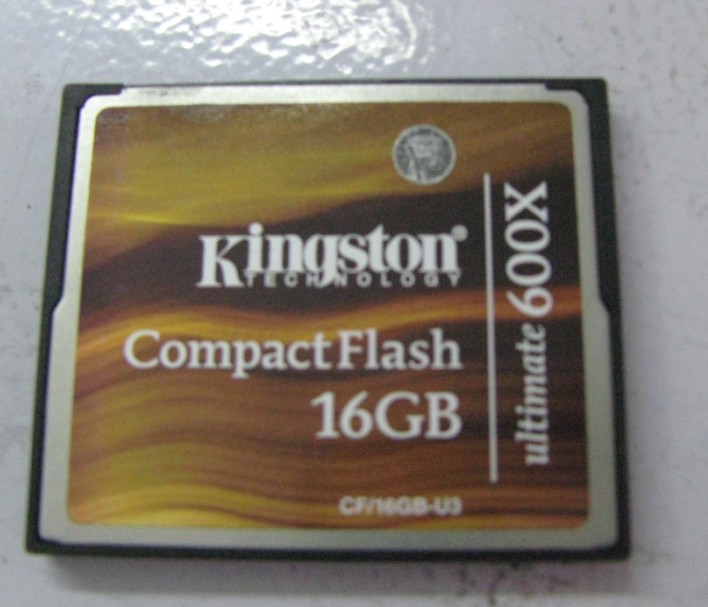 Kingston®
TECHNOLOGY
CompactFlash
16GB
CF/16GB-U3
ultimate 600X